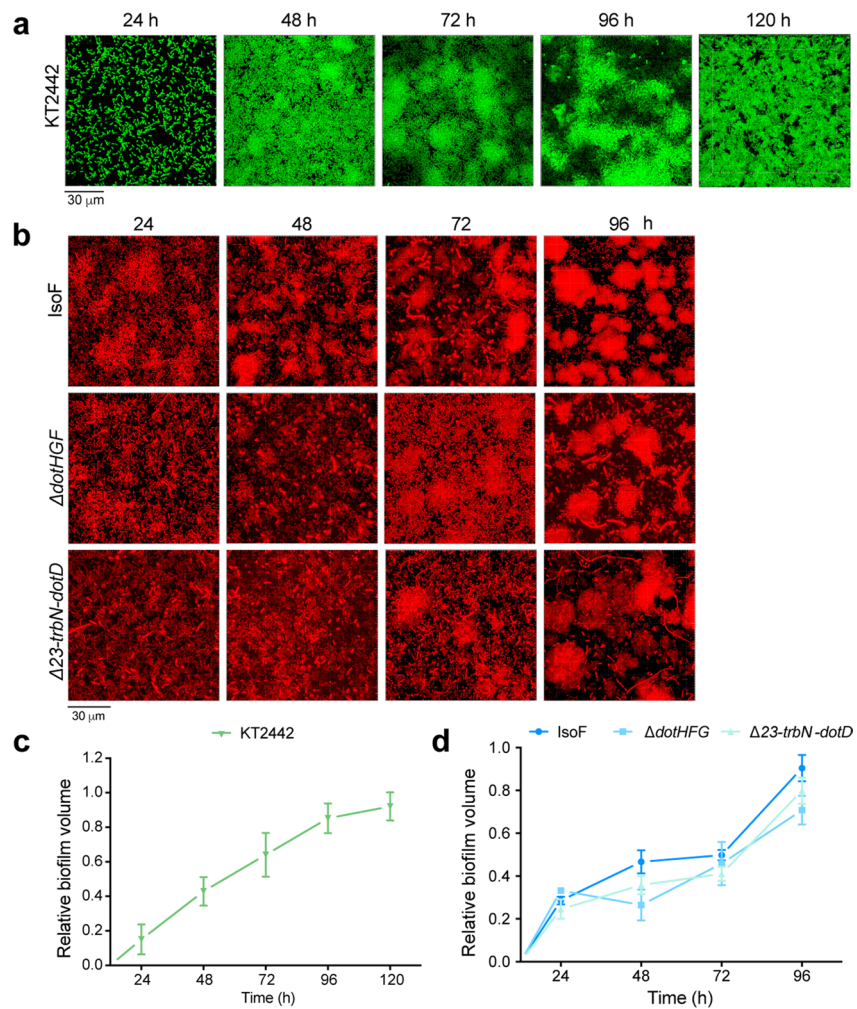 a
24 h 48 h 72 h 96 h 120 h
KT2442
30 μm
b
24 48 72 96 h
IsoF
ΔdotHGF
Δ23-trbN-dotD
30 μm
c
KT2442
Relative biofilm volume
1.2
1.0
0.8
0.6
0.4
0.2
0.0
24 48 72 96 120
Time (h)
d
IsoF ΔdotHFG Δ23-trbN-dotD
Relative biofilm volume
1.0
0.8
0.6
0.4
0.2
0.0
24 48 72 96
Time (h)